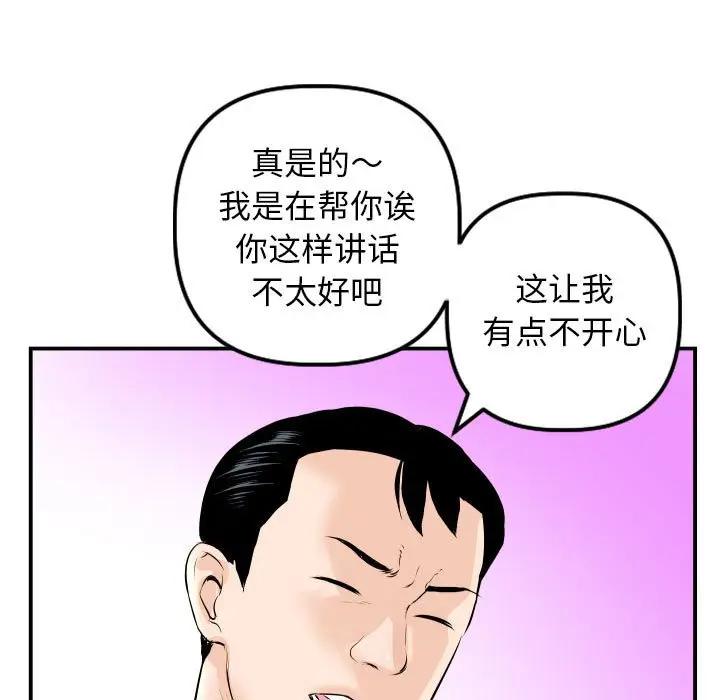 真是的～
我是在帮你诶
你这样讲话
不太好吧
这让我
有点不开心